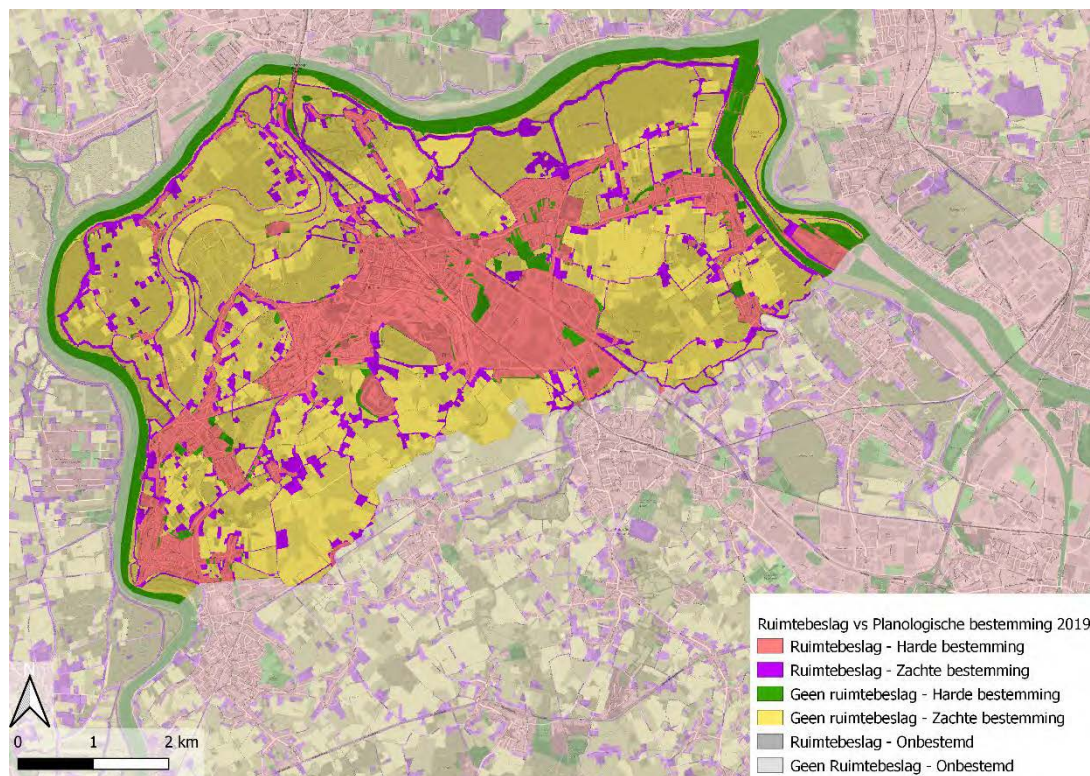 Ruimtebeslag vs Planologische bestemming 2019
Ruimtebeslag - Harde bestemming
Ruimtebeslag - Zachte bestemming
Geen ruimtebeslag - Harde bestemming
Geen ruimtebeslag - Zachte bestemming
Ruimtebeslag - Onbestemd
Geen Ruimtebeslag - Onbestemd
N
0 1 2 km